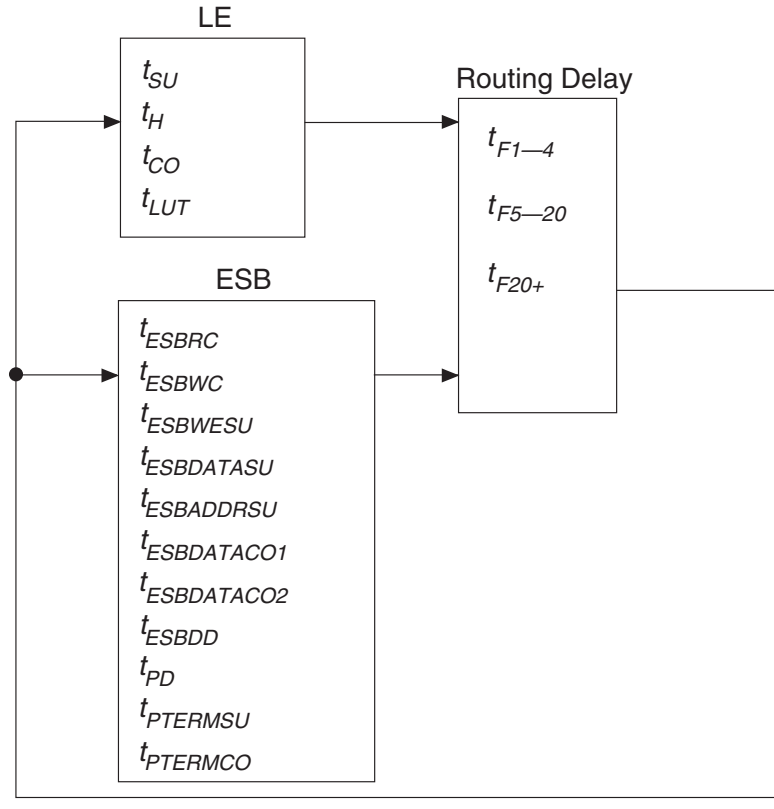 LE
tSU
tH
tCO
tLUT
Routing Delay
tF1—4
tF5—20
tF20+
ESB
tESBRC
tESBWC
tESBWESU
tESBDATASU
tESBADDRSU
tESBDATACO1
tESBDATACO2
tESBDD
tPD
tPTERMSU
tPTERMCO